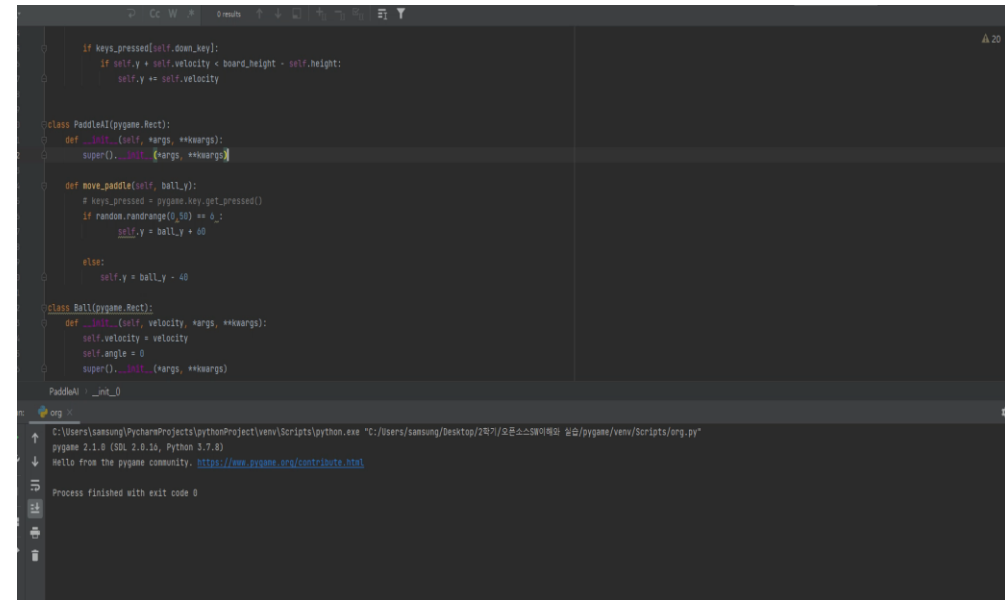 Cc W .* 0 results
20
if keys_pressed[self.down_key]:
if self.y + self.velocity < board_height - self.height:
self.y += self.velocity
class PaddleAI(pygame.Rect):
def __init__(self, *args, **kwargs):
super().__init__(*args, **kwargs)
def move_paddle(self, ball_y):
# keys_pressed = pygame.key.get_pressed()
if random.randrange(0,50) == 6 :
self.y = ball_y + 60
else:
self.y = ball_y - 40
class Ball(pygame.Rect):
def __init__(self, velocity, *args, **kwargs):
self.velocity = velocity
self.angle = 0
super().__init__(*args, **kwargs)
PaddleAI › __init__()
org ×
C:\Users\samsung\PycharmProjects\pythonProject\venv\Scripts\python.exe "C:/Users/samsung/Desktop/2학기/오픈소스SW이해와 실습/pygame/venv/Scripts/org.py"
pygame 2.1.0 (SDL 2.0.16, Python 3.7.8)
Hello from the pygame community. https://www.pygame.org/contribute.html
Process finished with exit code 0